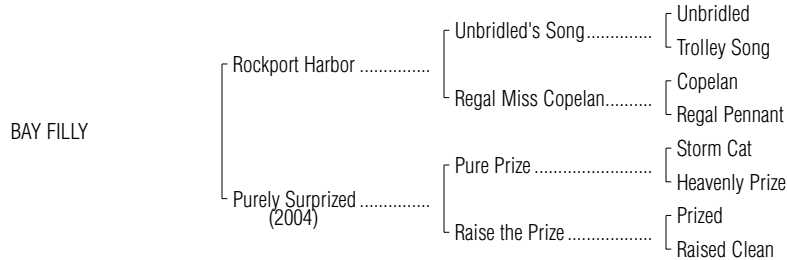 Unbridled
Unbridled's Song..............
Trolley Song
Rockport Harbor ...............
Copelan
Regal Miss Copelan..........
Regal Pennant
BAY FILLY
Storm Cat
Pure Prize .........................
Heavenly Prize
Purely Surprized ...............
(2004)
Prized
Raise the Prize..................
Raised Clean